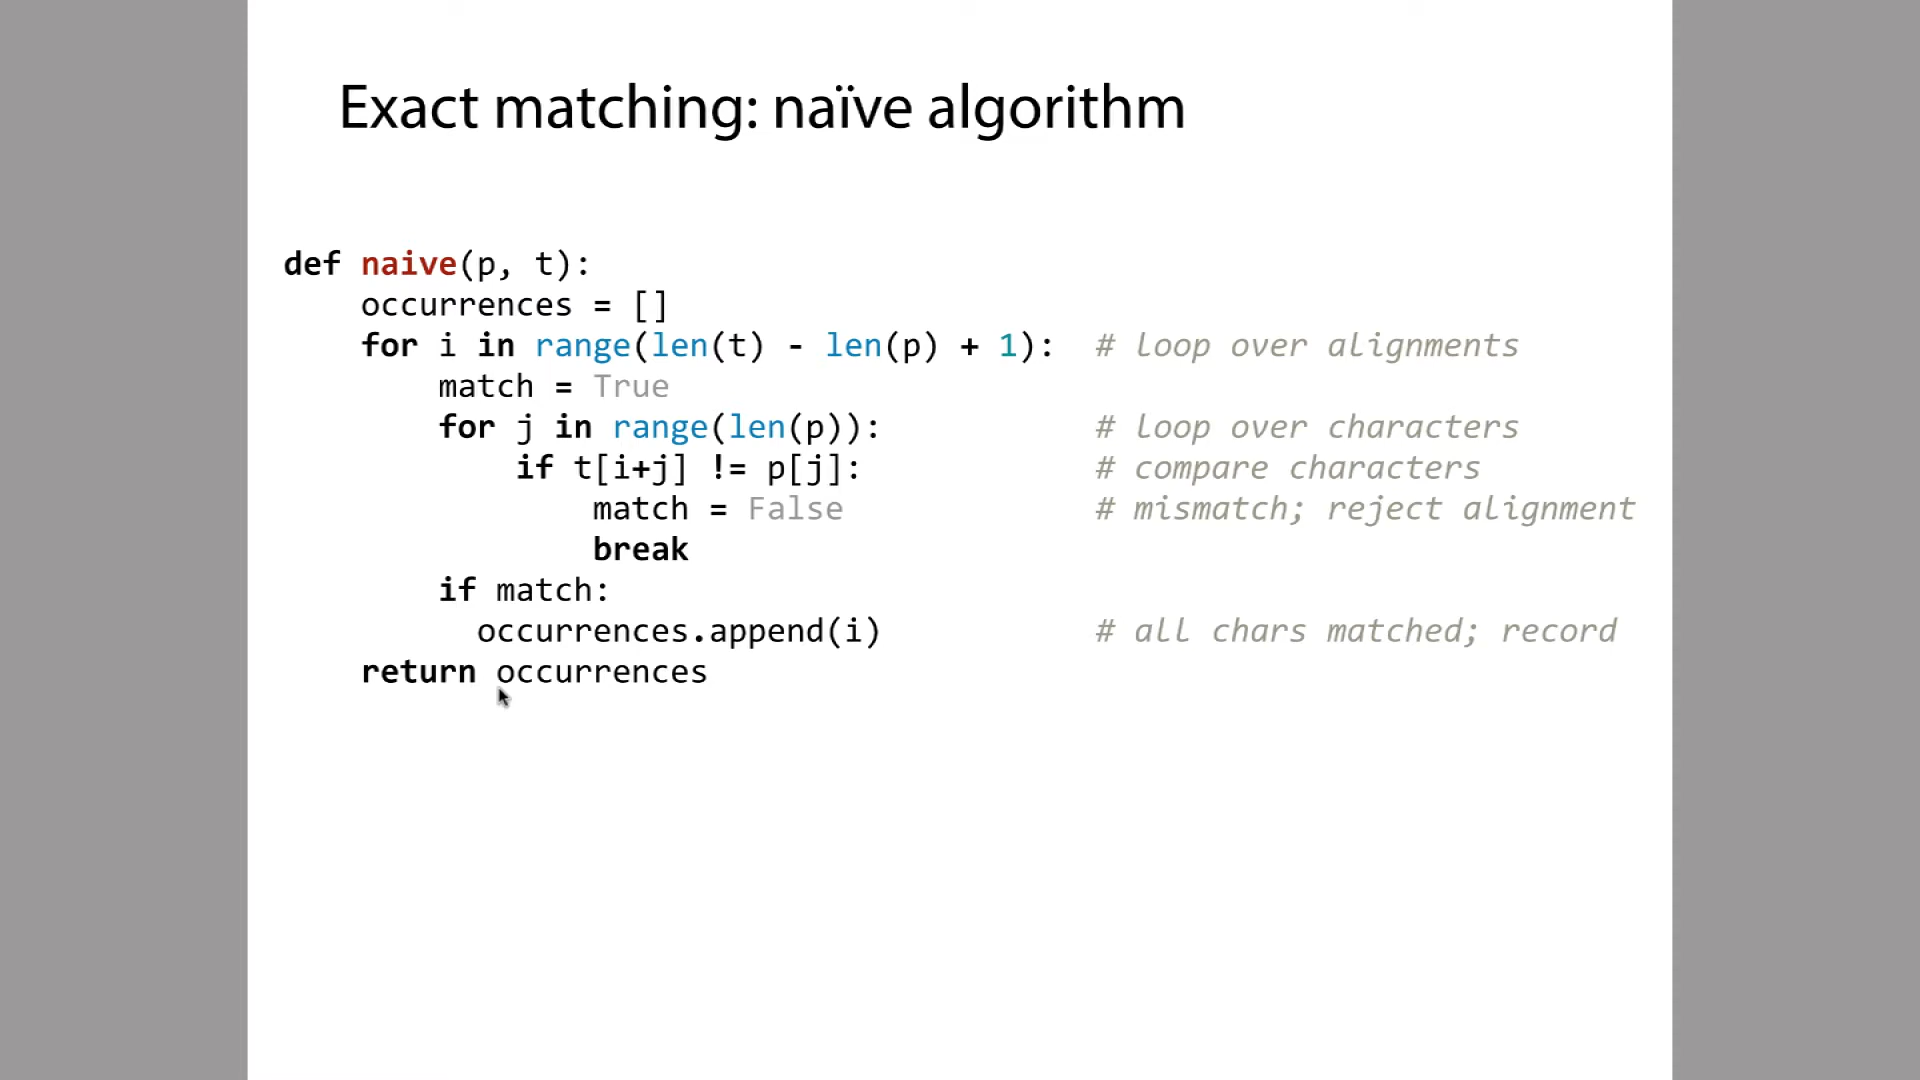 Exact matching: naïve algorithm
def naive(p, t):
    occurrences = []
    for i in range(len(t) - len(p) + 1):  # loop over alignments
        match = True
        for j in range(len(p)):           # loop over characters
            if t[i+j] != p[j]:            # compare characters
                match = False             # mismatch; reject alignment
                break
        if match:
          occurrences.append(i)           # all chars matched; record
    return occurrences